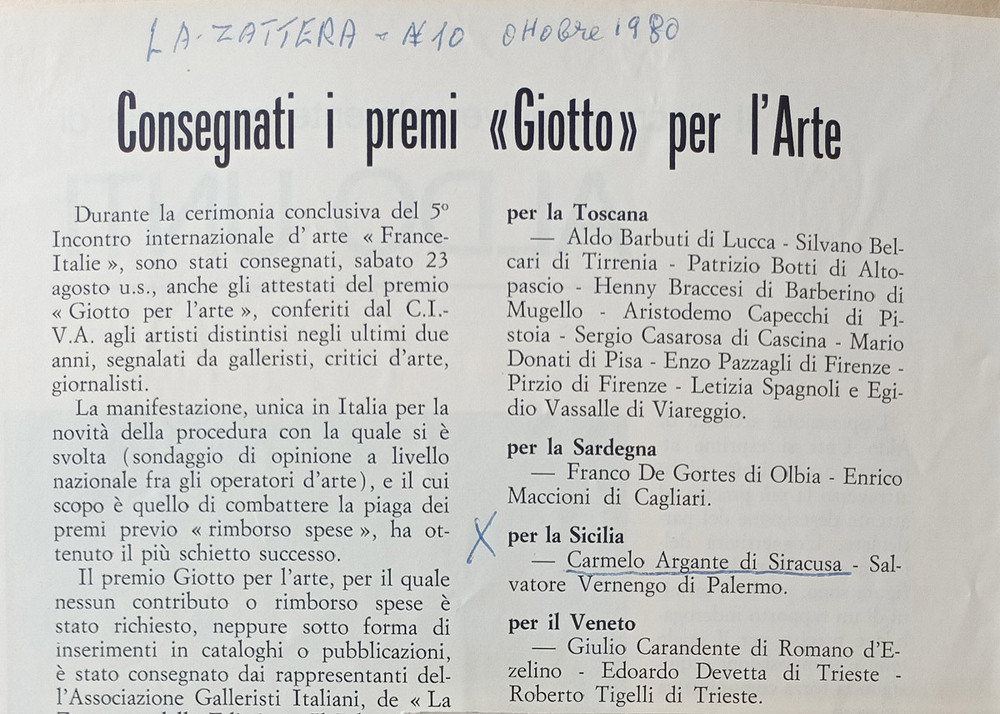 LA-ZATTERA - N 10 ottobre 1980
Consegnati i premi «Giotto» per l'Arte
Durante la cerimonia conclusiva del 5º
Incontro internazionale d'arte « France-
Italie », sono stati consegnati, sabato 23
agosto u.s., anche gli attestati del premio
« Giotto per l'arte », conferiti dal C.I.-
V.A. agli artisti distintisi negli ultimi due
anni, segnalati da galleristi, critici d'arte,
giornalisti.
La manifestazione, unica in Italia per la
novità della procedura con la quale si è
svolta (sondaggio di opinione a livello
nazionale fra gli operatori d'arte), e il cui
scopo è quello di combattere la piaga dei
premi previo « rimborso spese », ha ot-
tenuto il più schietto successo.
Il premio Giotto per l'arte, per il quale
nessun contributo o rimborso spese è
stato richiesto, neppure sotto forma di
inserimenti in cataloghi o pubblicazioni,
è stato consegnato dai rappresentanti del-
l'Associazione Galleristi Italiani, de « La
per la Toscana
— Aldo Barbuti di Lucca - Silvano Bel-
cari di Tirrenia - Patrizio Botti di Alto-
pascio - Henny Braccesi di Barberino di
Mugello - Aristodemo Capecchi di Pi-
stoia - Sergio Casarosa di Cascina - Mario
Donati di Pisa - Enzo Pazzagli di Firenze -
Pirzio di Firenze - Letizia Spagnoli e Egi-
dio Vassalle di Viareggio.
per la Sardegna
— Franco De Gortes di Olbia - Enrico
Maccioni di Cagliari.
X per la Sicilia
— Carmelo Argante di Siracusa - Sal-
vatore Vernengo di Palermo.
per il Veneto
— Giulio Carandente di Romano d'E-
zelino - Edoardo Devetta di Trieste -
Roberto Tigelli di Trieste.